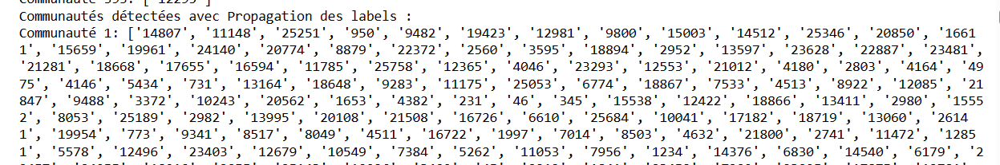 Communautés détectées avec Propagation des labels :
Communauté 1: ['14807', '11148', '25251', '950', '9482', '19423', '12981', '9800', '15003', '14512', '25346', '20850', '1661
1', '15659', '19961', '24140', '20774', '8879', '22372', '2560', '3595', '18894', '2952', '13597', '23628', '22887', '23481',
'21281', '18668', '17655', '16594', '11785', '25758', '12365', '4046', '23293', '12553', '21012', '4180', '2803', '4164', '49
75', '4146', '5434', '731', '13164', '18648', '9283', '11175', '25053', '6774', '18867', '7533', '4513', '8922', '12085', '21
847', '9488', '3372', '10243', '20562', '1653', '4382', '231', '46', '345', '15538', '12422', '18866', '13411', '2980', '1555
2', '8053', '25189', '2982', '13995', '20108', '21508', '16726', '6610', '25684', '10041', '17182', '18719', '13060', '2614
1', '19954', '773', '9341', '8517', '8049', '4511', '16722', '1997', '7014', '8503', '4632', '21800', '2741', '11472', '1285
1', '5578', '12496', '23403', '12679', '10549', '7384', '5262', '11053', '7956', '1234', '14376', '6830', '14540', '6179', '2